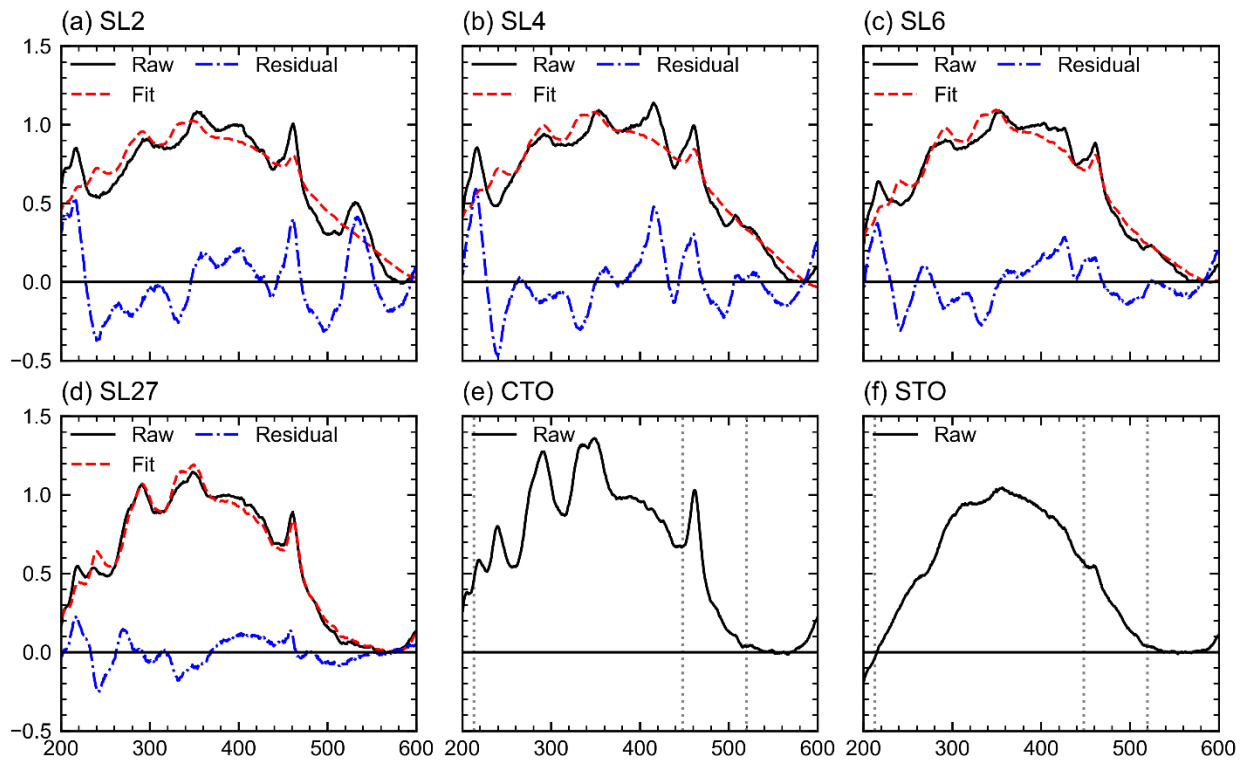 (a) SL2
(b) SL4
(c) SL6
1.5
1.0
0.5
0.0
−0.5
Raw
Residual
Fit
Raw
Residual
Fit
Raw
Residual
Fit
(d) SL27
(e) CTO
(f) STO
1.5
1.0
0.5
0.0
−0.5
Raw
Residual
Fit
Raw
Raw
200 300 400 500 600
200 300 400 500 600
200 300 400 500 600